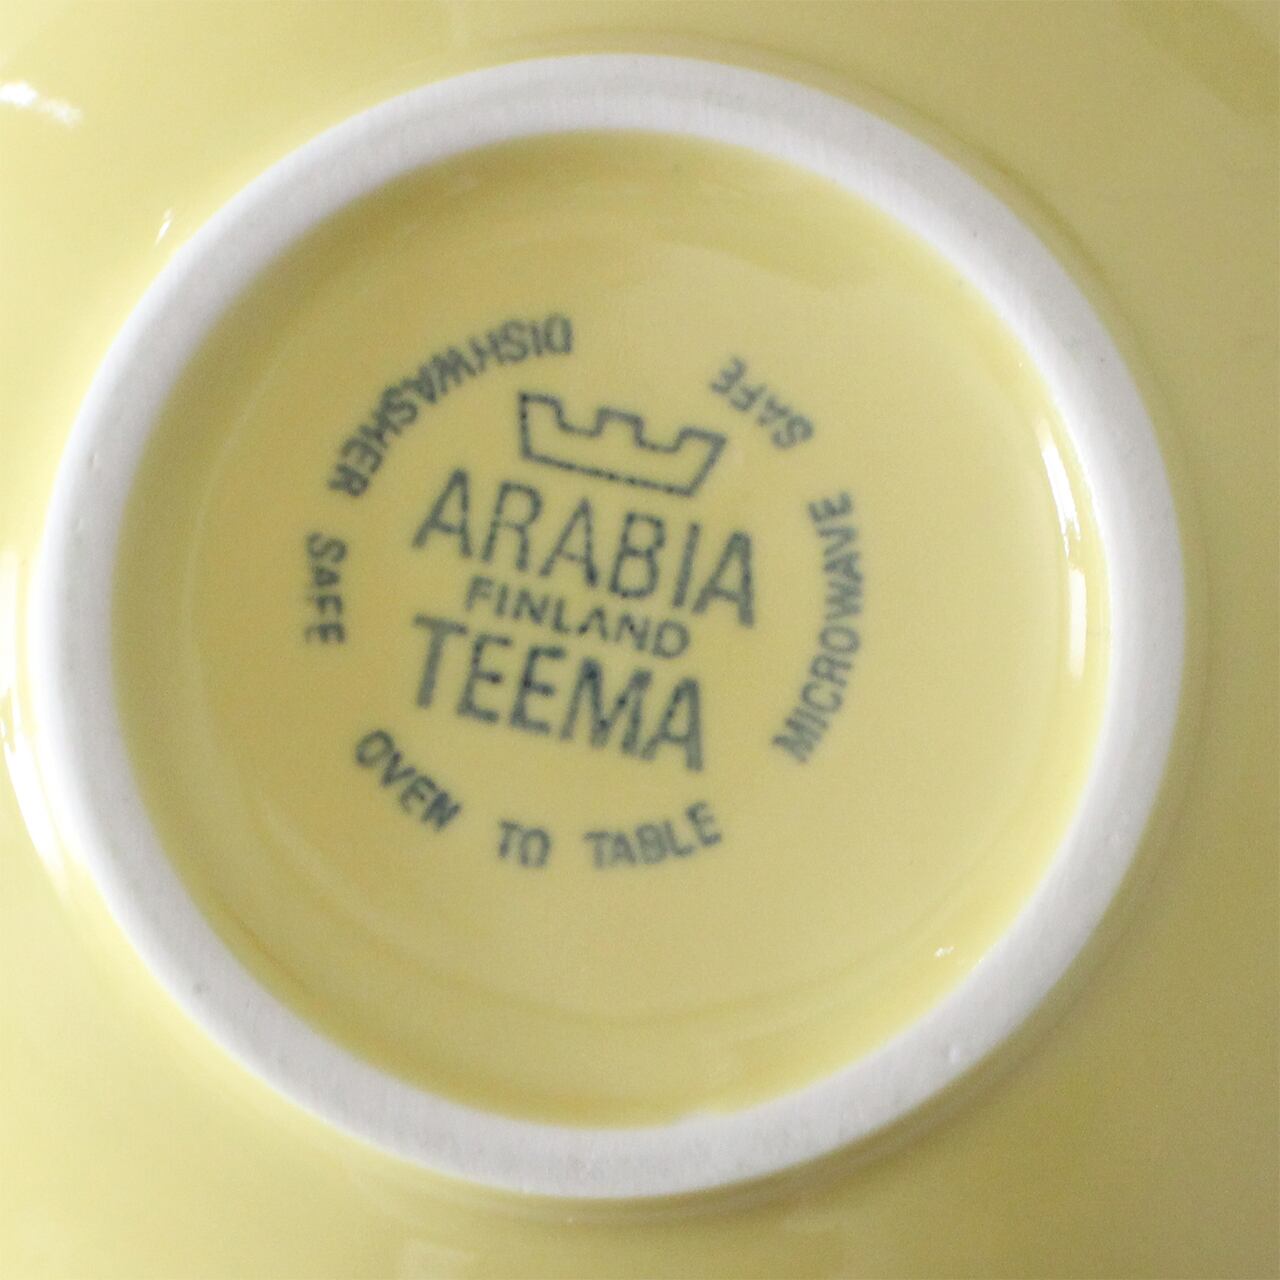 ARABIA
FINLAND
TEEMA
DISHWASHER SAFE
OVEN TO TABLE
MICROWAVE SAFE